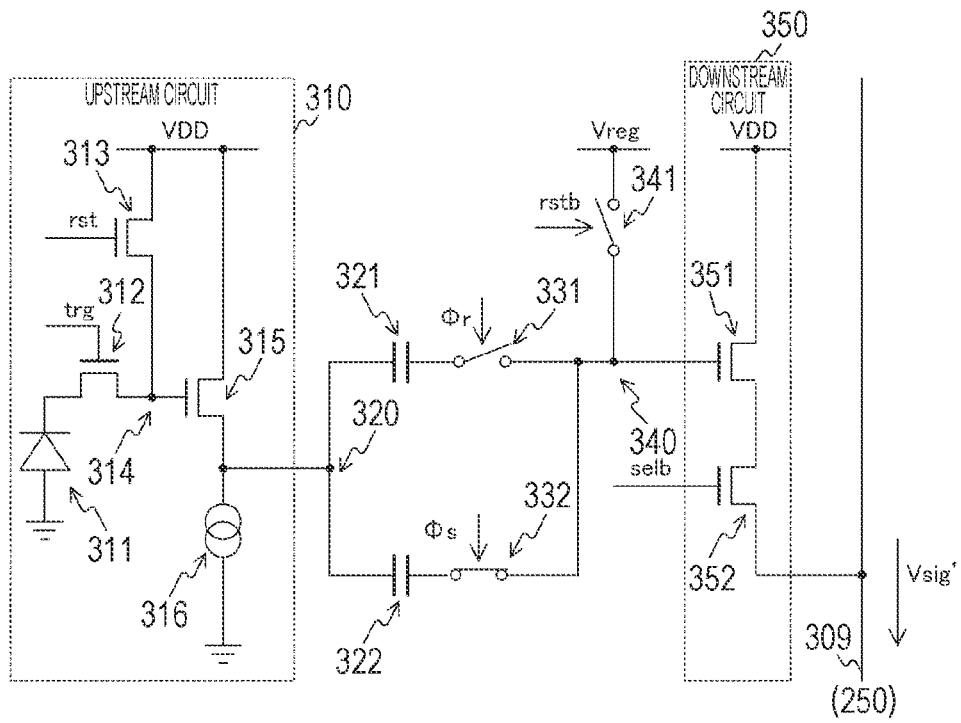 350
UPSTREAM CIRCUIT
310
DOWNSTREAM
CIRCUIT
VDD
Vreg
VDD
313
341
rst
rstb
312
321
331
351
trg
Φr
315
320
314
340
selb
332
Φs
311
352
316
322
Vsig'
309
(250)